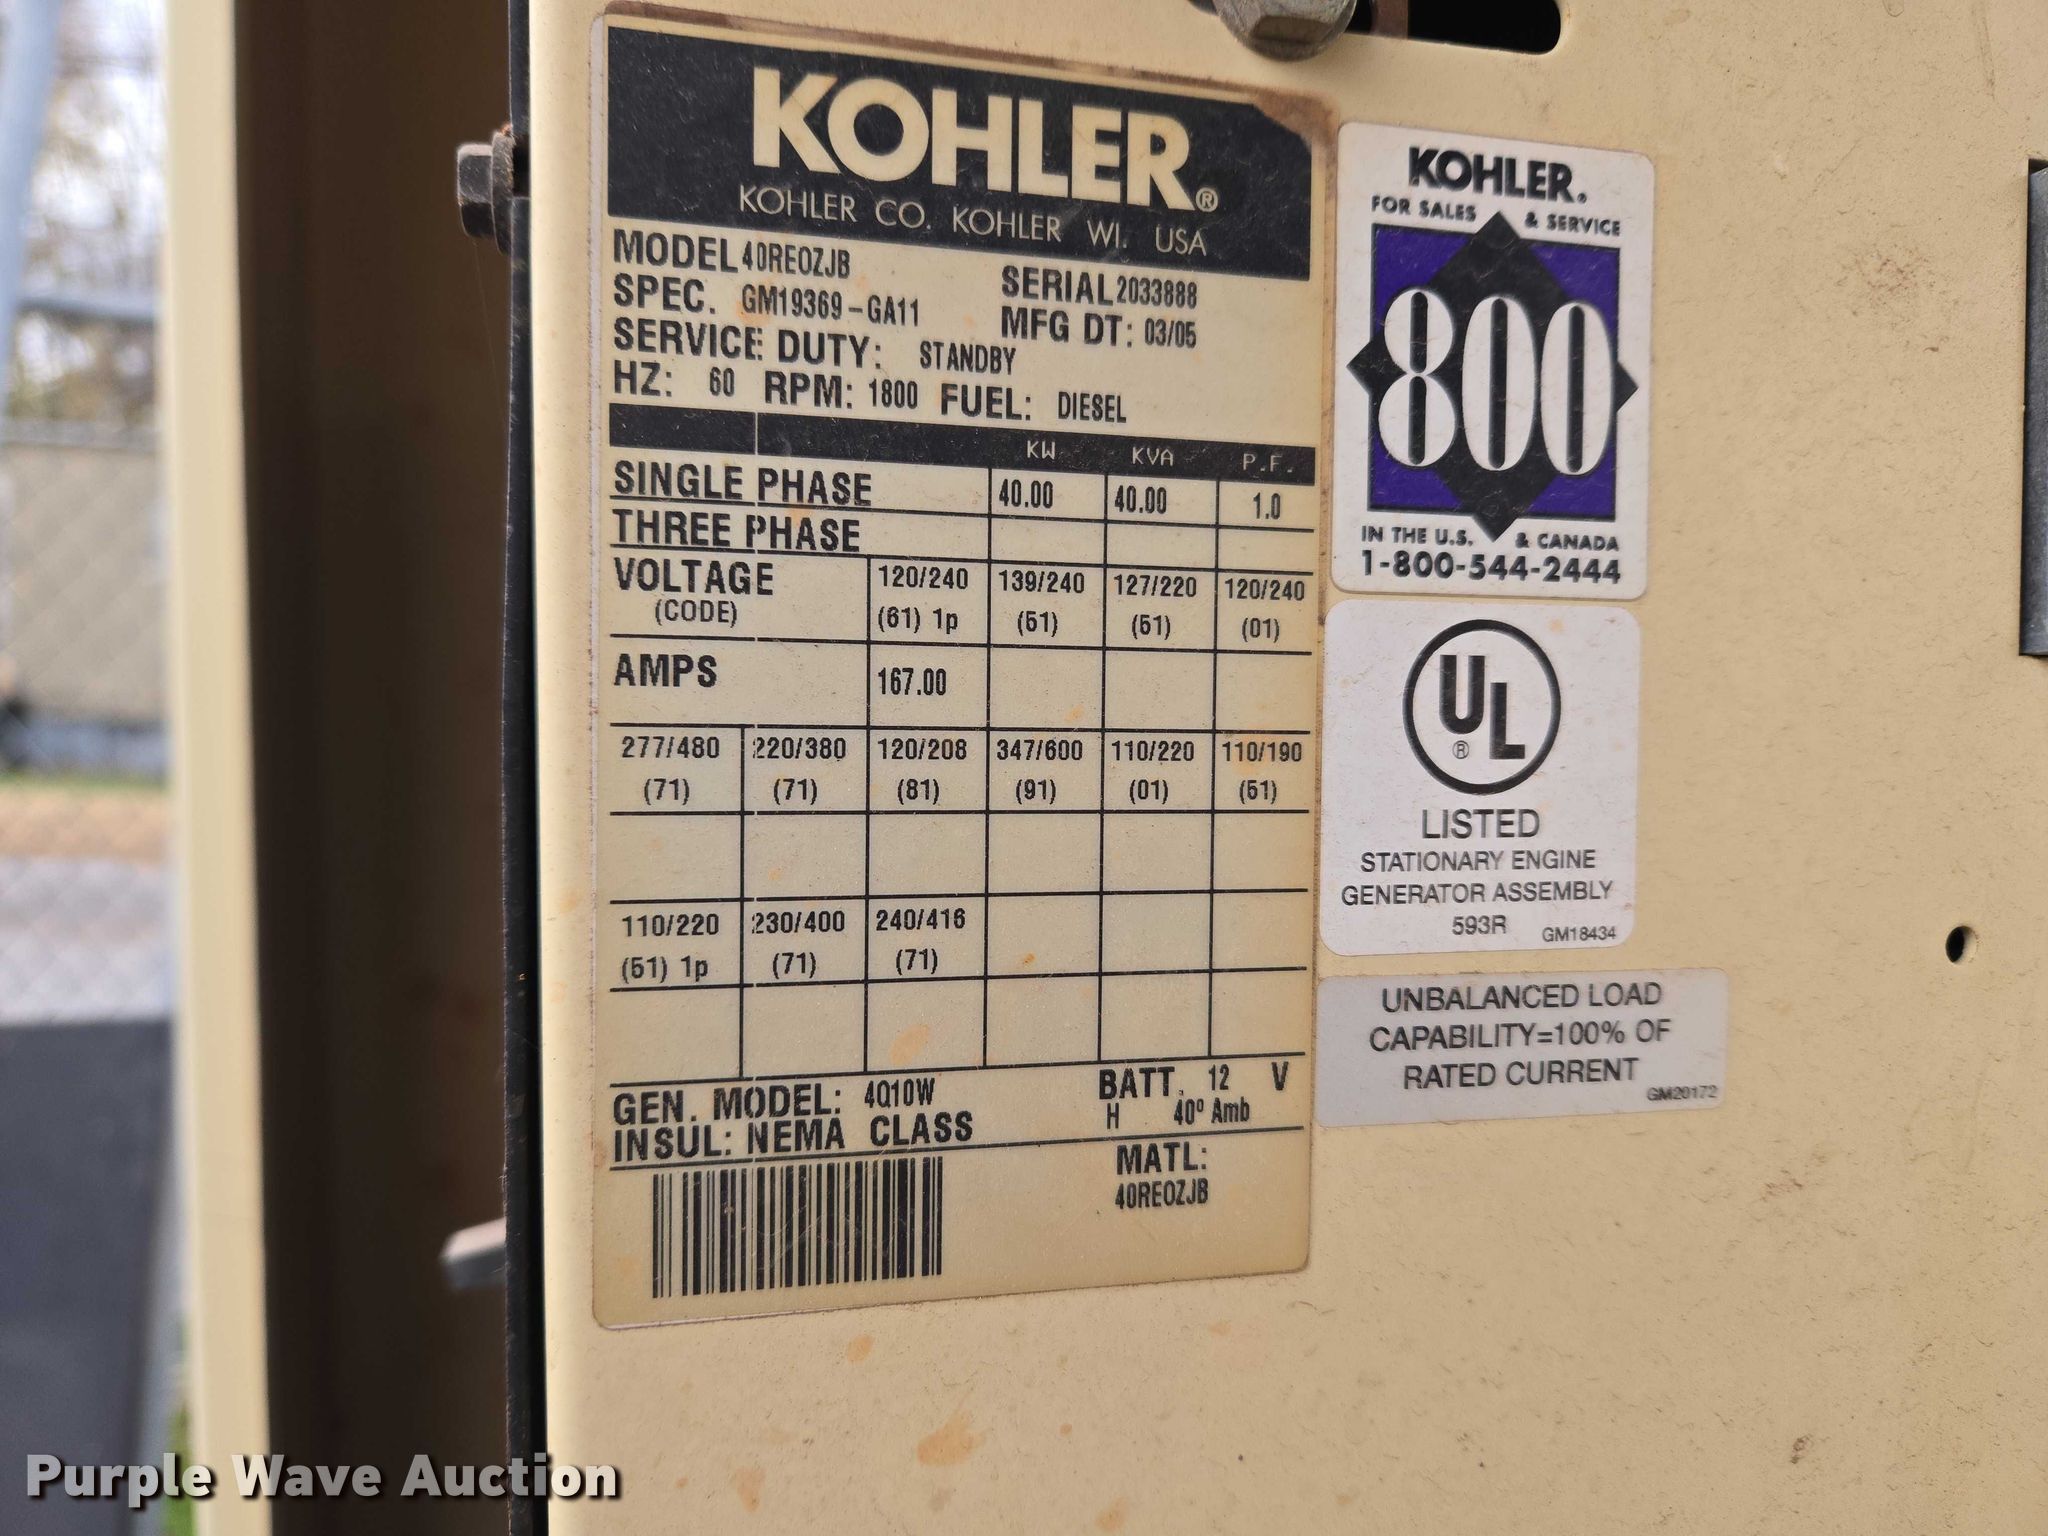 KOHLER®
KOHLER CO. KOHLER WI. USA
MODEL 40REOZJB
SERIAL 2033888
SPEC. GM19369-GA11
MFG DT: 03/05
SERVICE DUTY: STANDBY
HZ: 60 RPM: 1800 FUEL: DIESEL
KW KVA P.F.
SINGLE PHASE 40.00 40.00 1.0
THREE PHASE
VOLTAGE 120/240 139/240 127/220 120/240
(CODE) (61) 1p (61) (61) (01)
AMPS 167.00
277/480 220/380 120/208 347/600 110/220 110/190
(71) (71) (81) (91) (01) (61)
110/220 230/400 240/416
(61) 1p (71) (71)
GEN. MODEL: 4Q10W BATT. 12 V
INSUL: NEMA CLASS H 40° Amb
MATL:
40REOZJB
KOHLER.
FOR SALES & SERVICE
800
IN THE U.S. & CANADA
1-800-544-2444
UL®
LISTED
STATIONARY ENGINE
GENERATOR ASSEMBLY
593R GM18434
UNBALANCED LOAD
CAPABILITY=100% OF
RATED CURRENT
GM20172
Purple Wave Auction